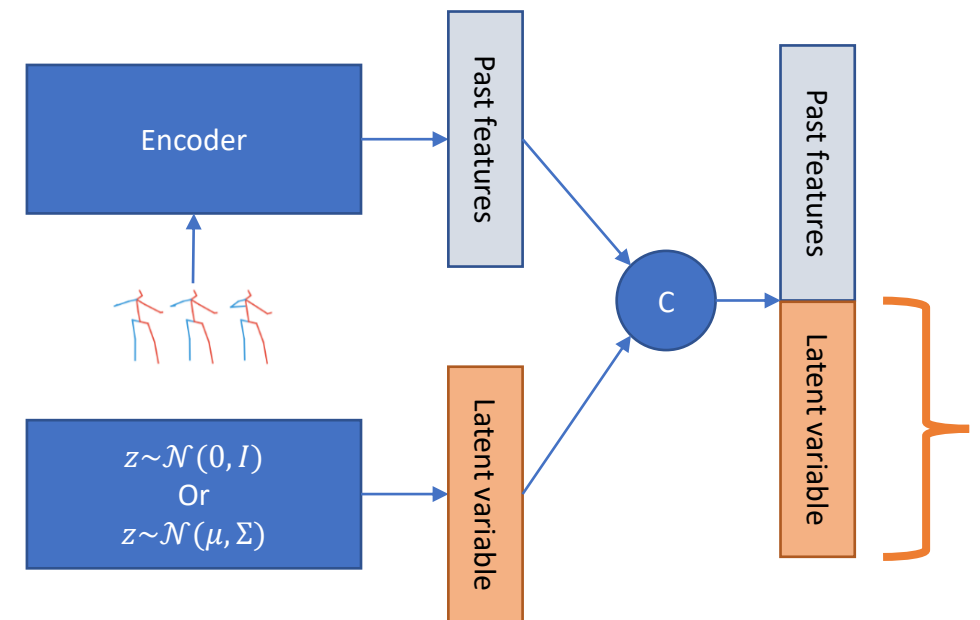 Encoder
Past features
Past features
C
z~𝒩(0, I)
Or
z~𝒩(μ, Σ)
Latent variable
Latent variable